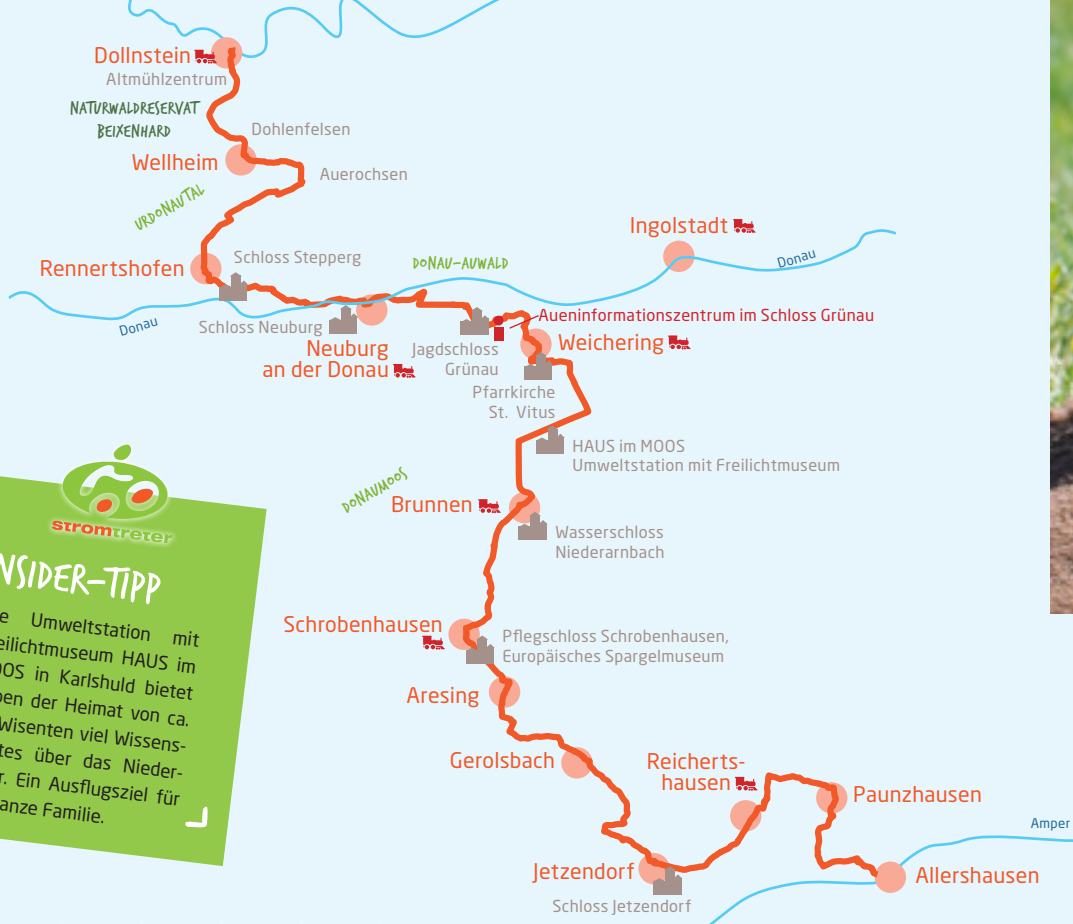 Dollnstein
Altmühlzentrum
NATURWALDRESERVAT
BEIXENHARD
Dohlenfelsen
Wellheim
Auerochsen
URDONAUTAL
Ingolstadt
Rennertshofen
Schloss Stepperg
DONAU-AUWALD
Donau
Donau
Schloss Neuburg
Neuburg
an der Donau
Jagdschloss
Grünau
Aueninformationszentrum im Schloss Grünau
Weichering
Pfarrkirche
St. Vitus
HAUS im MOOS
Umweltstation mit Freilichtmuseum
DONAUMOOS
Brunnen
Wasserschloss
Niederarnbach
stromtreter
NSIDER-TIPP
e Umweltstation mit
eilichtmuseum HAUS im
OOS in Karlshuld bietet
ben der Heimat von ca.
Wisenten viel Wissens-
tes über das Nieder-
r. Ein Ausflugsziel für
anze Familie.
Schrobenhausen
Pflegschloss Schrobenhausen,
Europäisches Spargelmuseum
Aresing
Gerolsbach
Reicherts-
hausen
Paunzhausen
Amper
Jetzendorf
Schloss Jetzendorf
Allershausen